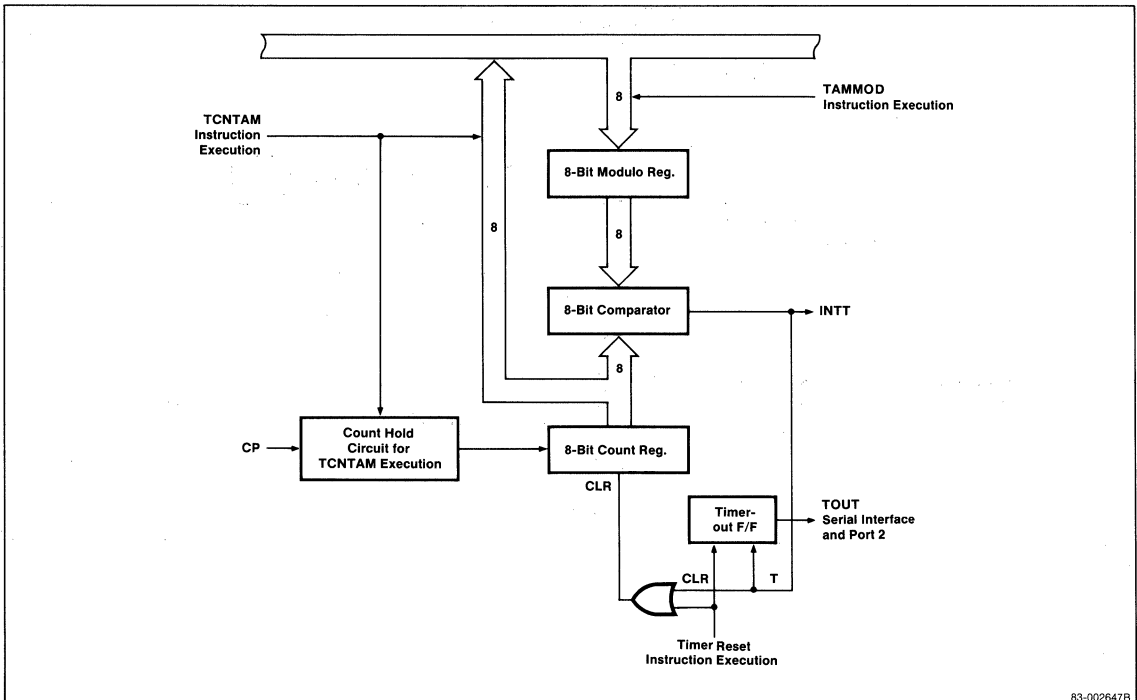 8
TAMMOD
Instruction Execution
TCNTAM
Instruction
Execution
8-Bit Modulo Reg.
8
8
8-Bit Comparator
INTT
8
Count Hold
Circuit for
TCNTAM Execution
CP
8-Bit Count Reg.
CLR
Timer-
out F/F
TOUT
Serial Interface
and Port 2
CLR
T
Timer Reset
Instruction Execution
83-002647B